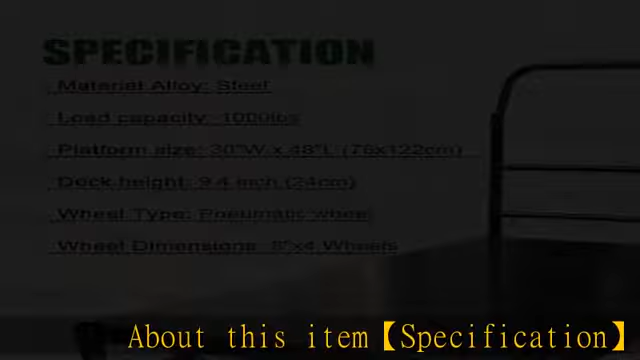 SPECIFICATION
Material Alloy: Steel
Load capacity: 1000lbs
Platform size: 30"W x 48"L (76x122cm)
Deck height: 9.4 inch (24cm)
Wheel Type: Pneumatic wheel
Wheel Dimensions: 8"x4 Wheels
About this item【Specification】